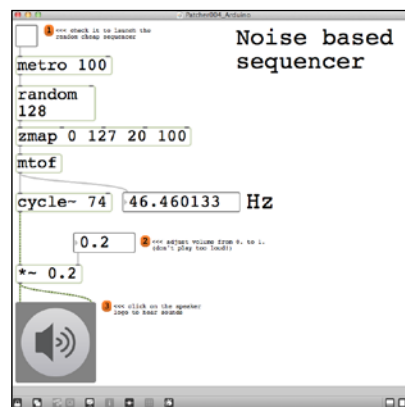 Patcher004_Arduino
1 <<< check it to launch the
random cheap sequencer
Noise based
sequencer
metro 100
random
128
zmap 0 127 20 100
mtof
cycle~ 74
46.460133 Hz
0.2
2 <<< adjust volume from 0. to 1.
(don't play too loud!)
*~ 0.2
3 <<< click on the speaker
logo to hear sounds